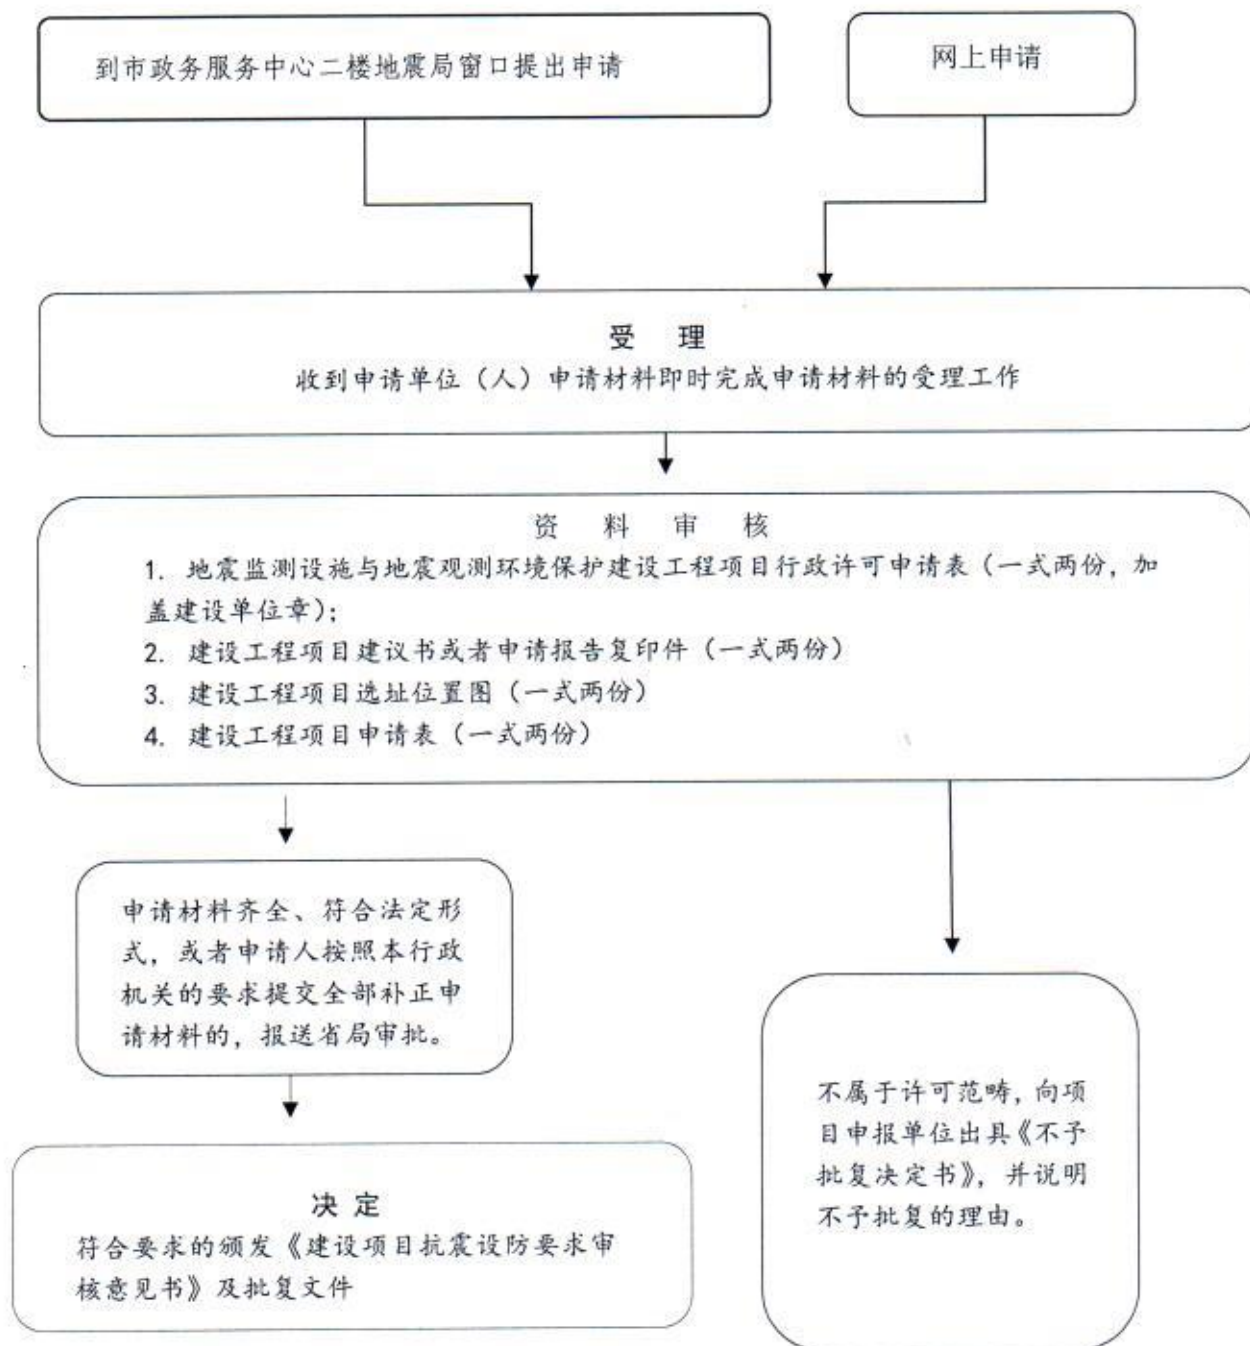 到市政务服务中心二楼地震局窗口提出申请
网上申请
受 理
收到申请单位（人）申请材料即时完成申请材料的受理工作
资 料 审 核
1. 地震监测设施与地震观测环境保护建设工程项目行政许可申请表（一式两份，加
盖建设单位章）；
2. 建设工程项目建议书或者申请报告复印件（一式两份）
3. 建设工程项目选址位置图（一式两份）
4. 建设工程项目申请表（一式两份）
申请材料齐全、符合法定形
式，或者申请人按照本行政
机关的要求提交全部补正申
请材料的，报送省局审批。
决 定
符合要求的颁发《建设项目抗震设防要求审
核意见书》及批复文件
不属于许可范畴，向项
目申报单位出具《不予
批复决定书》，并说明
不予批复的理由。